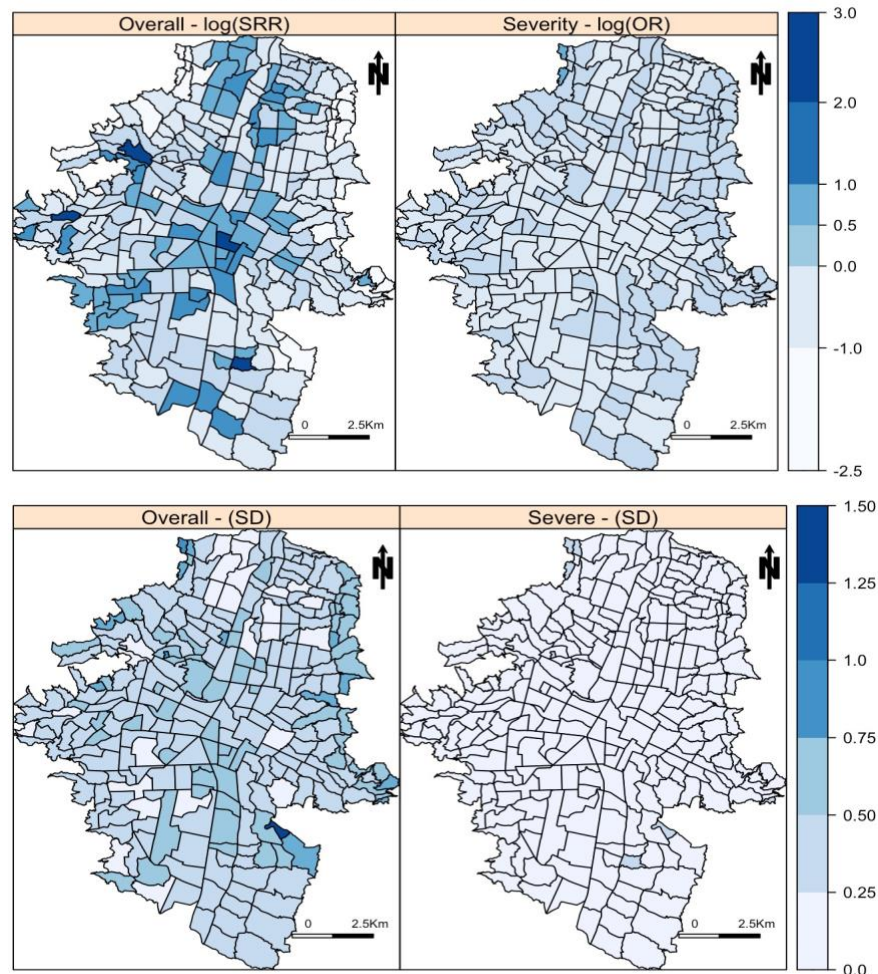 Overall - log(SRR)
Severity - log(OR)
N
N
0 2.5Km
0 2.5Km
3.0
2.0
1.0
0.5
0.0
-1.0
-2.5
Overall - (SD)
Severe - (SD)
N
N
0 2.5Km
0 2.5Km
1.50
1.25
1.0
0.75
0.50
0.25
0.0